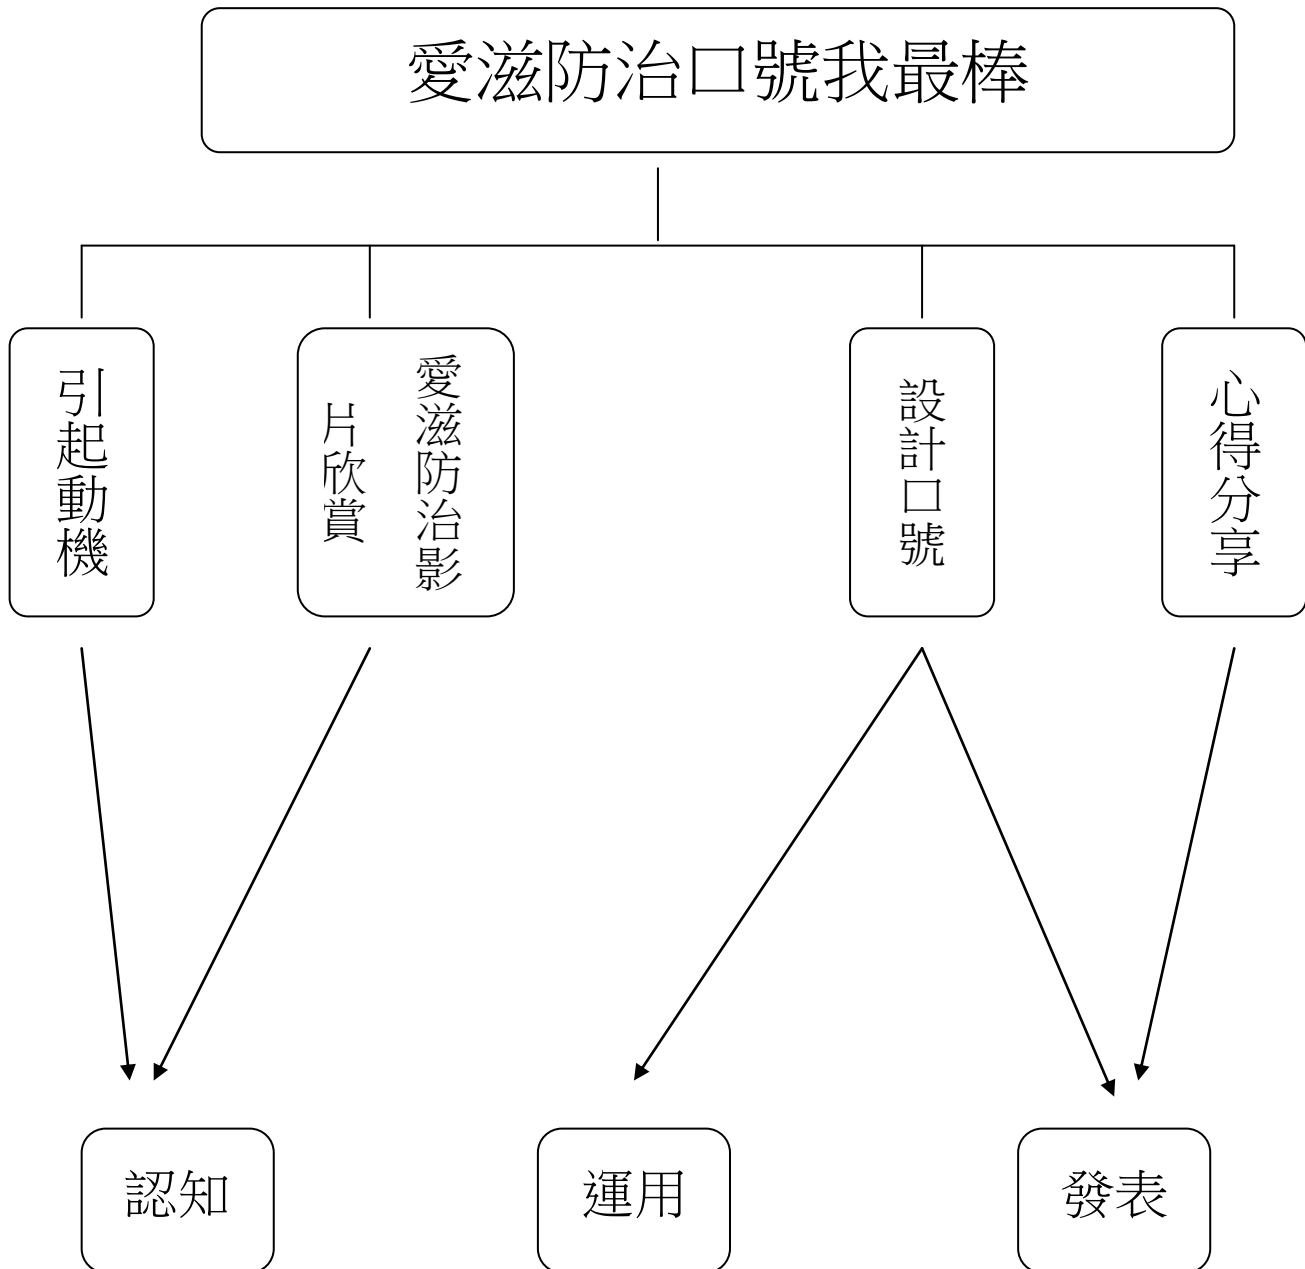 愛滋防治口號我最棒
引起動機
愛滋防治影
片欣賞
設計口號
心得分享
認知
運用
發表